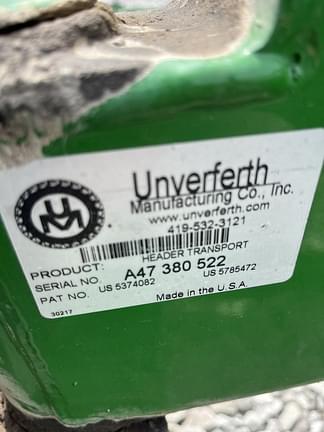 UM
Unverferth
Manufacturing Co., Inc.
www.unverferth.com
419-532-3121
PRODUCT: HEADER TRANSPORT
SERIAL NO. A47 380 522
PAT NO. US 5374082 US 5785472
30217 Made in the U.S.A.